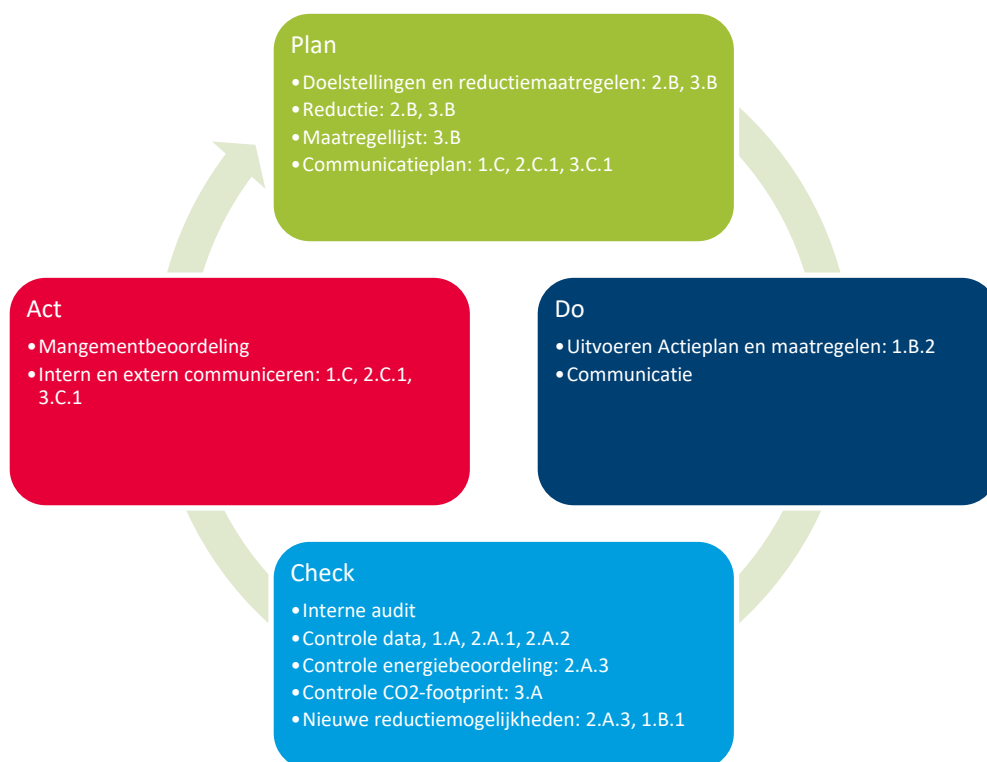 Plan
•Doelstellingen en reductiemaatregelen: 2.B, 3.B
•Reductie: 2.B, 3.B
•Maatregellijst: 3.B
•Communicatieplan: 1.C, 2.C.1, 3.C.1
Do
•Uitvoeren Actieplan en maatregelen: 1.B.2
•Communicatie
Check
•Interne audit
•Controle data, 1.A, 2.A.1, 2.A.2
•Controle energiebeoordeling: 2.A.3
•Controle CO2-footprint: 3.A
•Nieuwe reductiemogelijkheden: 2.A.3, 1.B.1
Act
•Mangementbeoordeling
•Intern en extern communiceren: 1.C, 2.C.1,
3.C.1